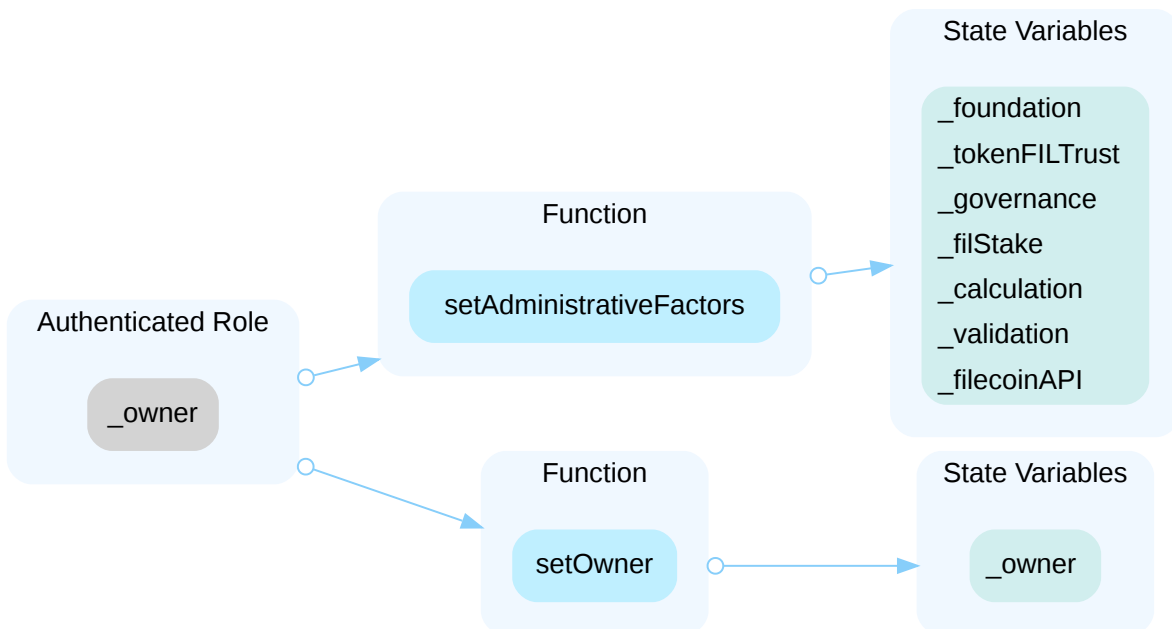 Authenticated Role
_owner
Function
setAdministrativeFactors
State Variables
_foundation
_tokenFILTrust
_governance
_filStake
_calculation
_validation
_filecoinAPI
Function
setOwner
State Variables
_owner